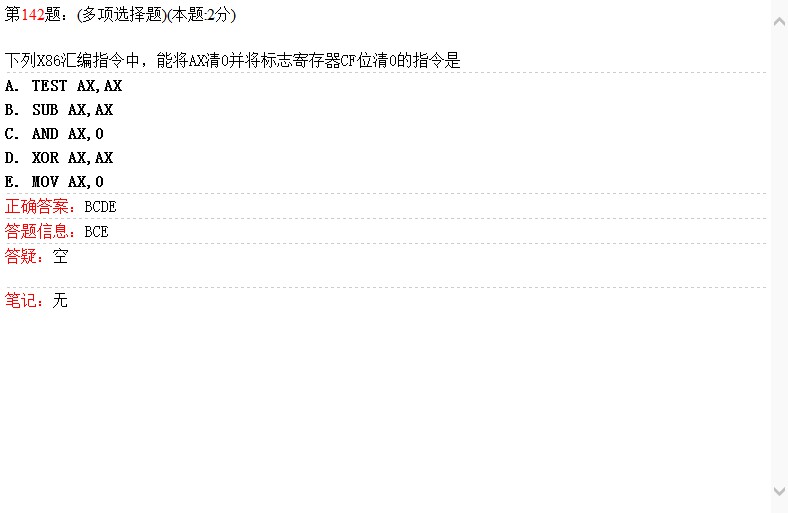 第142题：(多项选择题)(本题:2分)
下列X86汇编指令中，能将AX清0并将标志寄存器CF位清0的指令是
A. TEST AX,AX
B. SUB AX,AX
C. AND AX,0
D. XOR AX,AX
E. MOV AX,0
正确答案：BCDE
答题信息：BCE
答疑：空
笔记：无